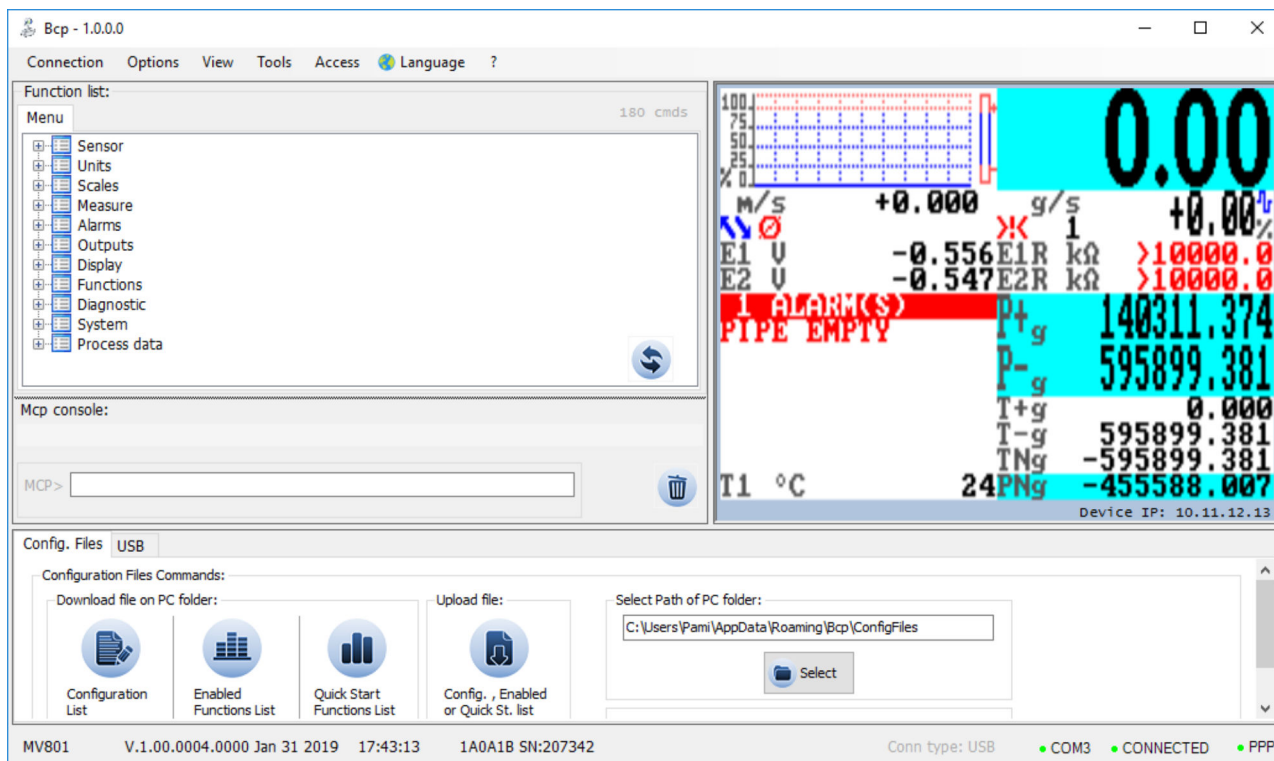 Bcp - 1.0.0.0
Connection Options View Tools Access Language ?
Function list:
Menu 180 cmds
Sensor
Units
Scales
Measure
Alarms
Outputs
Display
Functions
Diagnostic
System
Process data
Mcp console:
MCP>
100
75
50
25
% 0
0.00
m/s +0.000 g/s +0.00%
1
E1 V -0.556 E1R kΩ >10000.0
E2 V -0.547 E2R kΩ >10000.0
1 ALARM(S)
PIPE EMPTY
P+g 140311.374
P-g 595899.381
T+g 0.000
T-g 595899.381
TNg -595899.381
T1 °C 24 PNg -455588.007
Device IP: 10.11.12.13
Config. Files USB
Configuration Files Commands:
Download file on PC folder: Upload file: Select Path of PC folder:
C:\Users\Pami\AppData\Roaming\Bcp\ConfigFiles
Select
Configuration List
Enabled Functions List
Quick Start Functions List
Config. , Enabled or Quick St. list
MV801 V.1.00.0004.0000 Jan 31 2019 17:43:13 1A0A1B SN:207342 Conn type: USB COM3 CONNECTED PPP